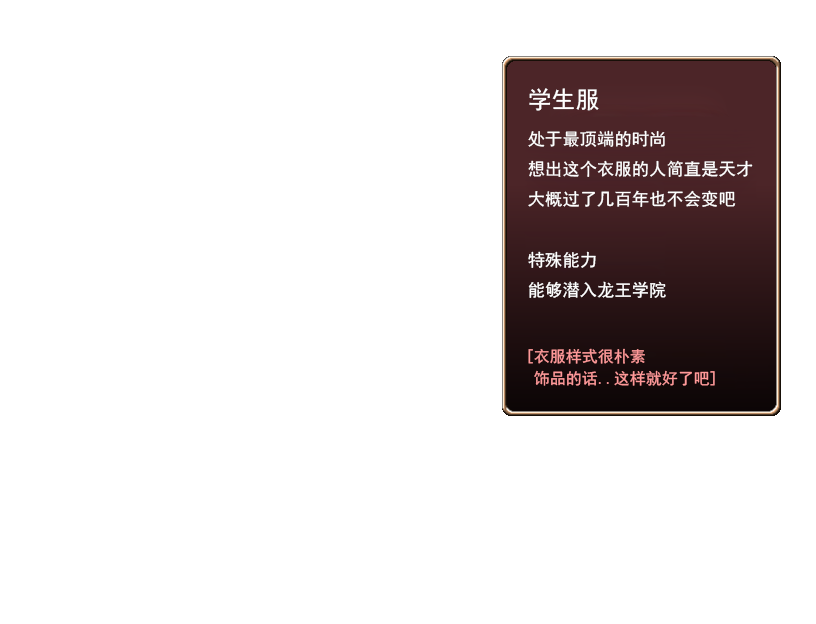 学生服
处于最顶端的时尚
想出这个衣服的人简直是天才
大概过了几百年也不会变吧
特殊能力
能够潜入龙王学院
[衣服样式很朴素
饰品的话..这样就好了吧]